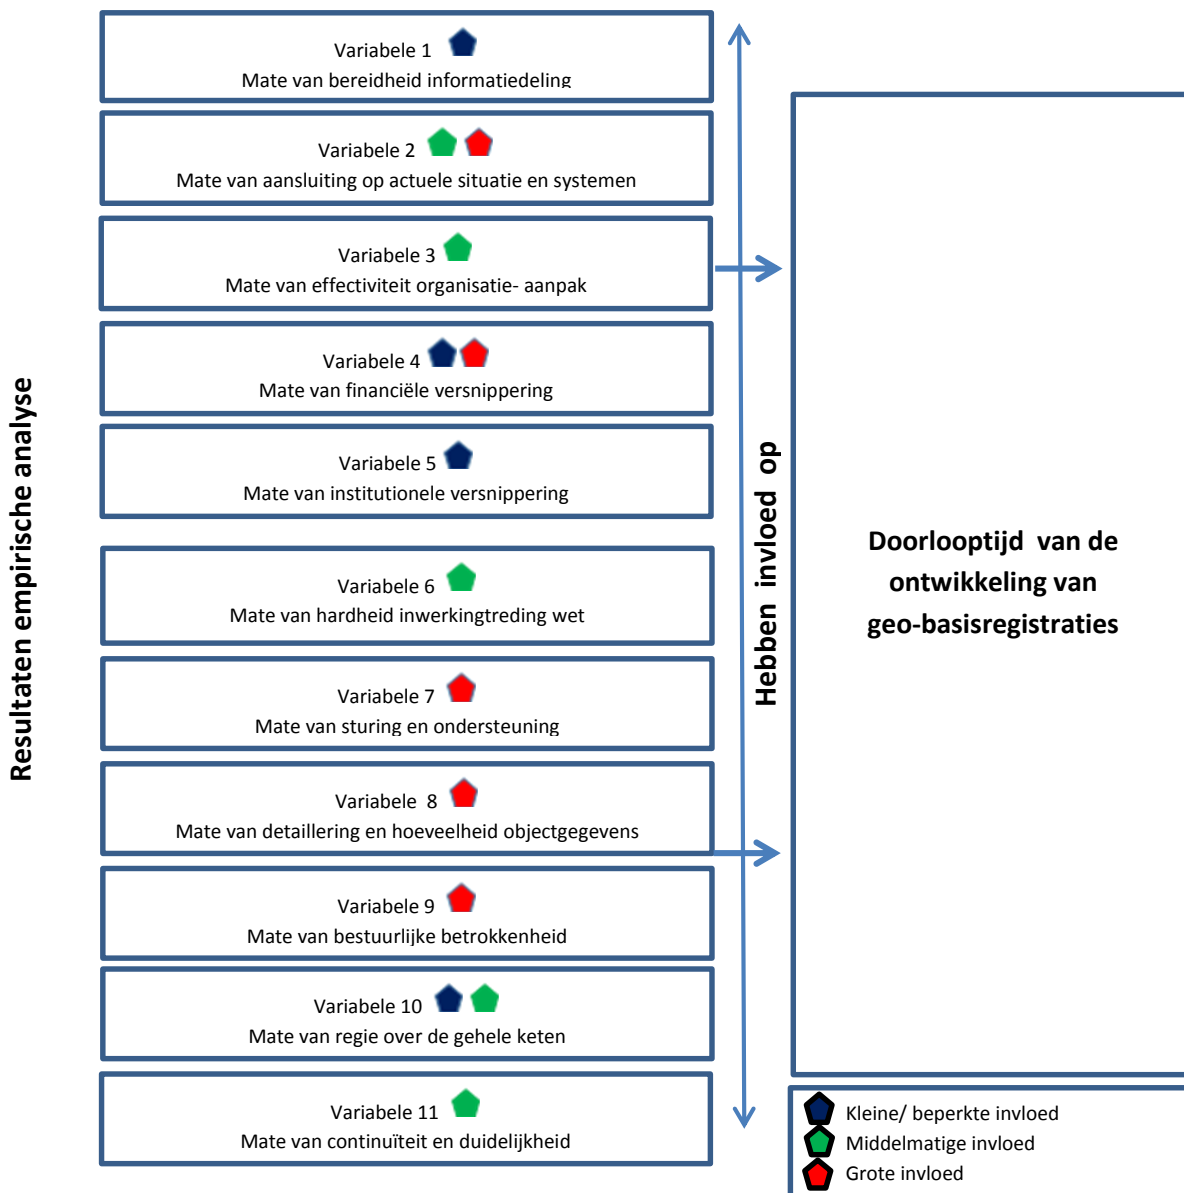 Resultaten empirische analyse
Variabele 1
Mate van bereidheid informatiedeling
Variabele 2
Mate van aansluiting op actuele situatie en systemen
Variabele 3
Mate van effectiviteit organisatie- aanpak
Variabele 4
Mate van financiële versnippering
Variabele 5
Mate van institutionele versnippering
Variabele 6
Mate van hardheid inwerkingtreding wet
Variabele 7
Mate van sturing en ondersteuning
Variabele 8
Mate van detaillering en hoeveelheid objectgegevens
Variabele 9
Mate van bestuurlijke betrokkenheid
Variabele 10
Mate van regie over de gehele keten
Variabele 11
Mate van continuïteit en duidelijkheid
Hebben invloed op
Doorlooptijd van de
ontwikkeling van
geo-basisregistraties
Kleine/ beperkte invloed
Middelmatige invloed
Grote invloed